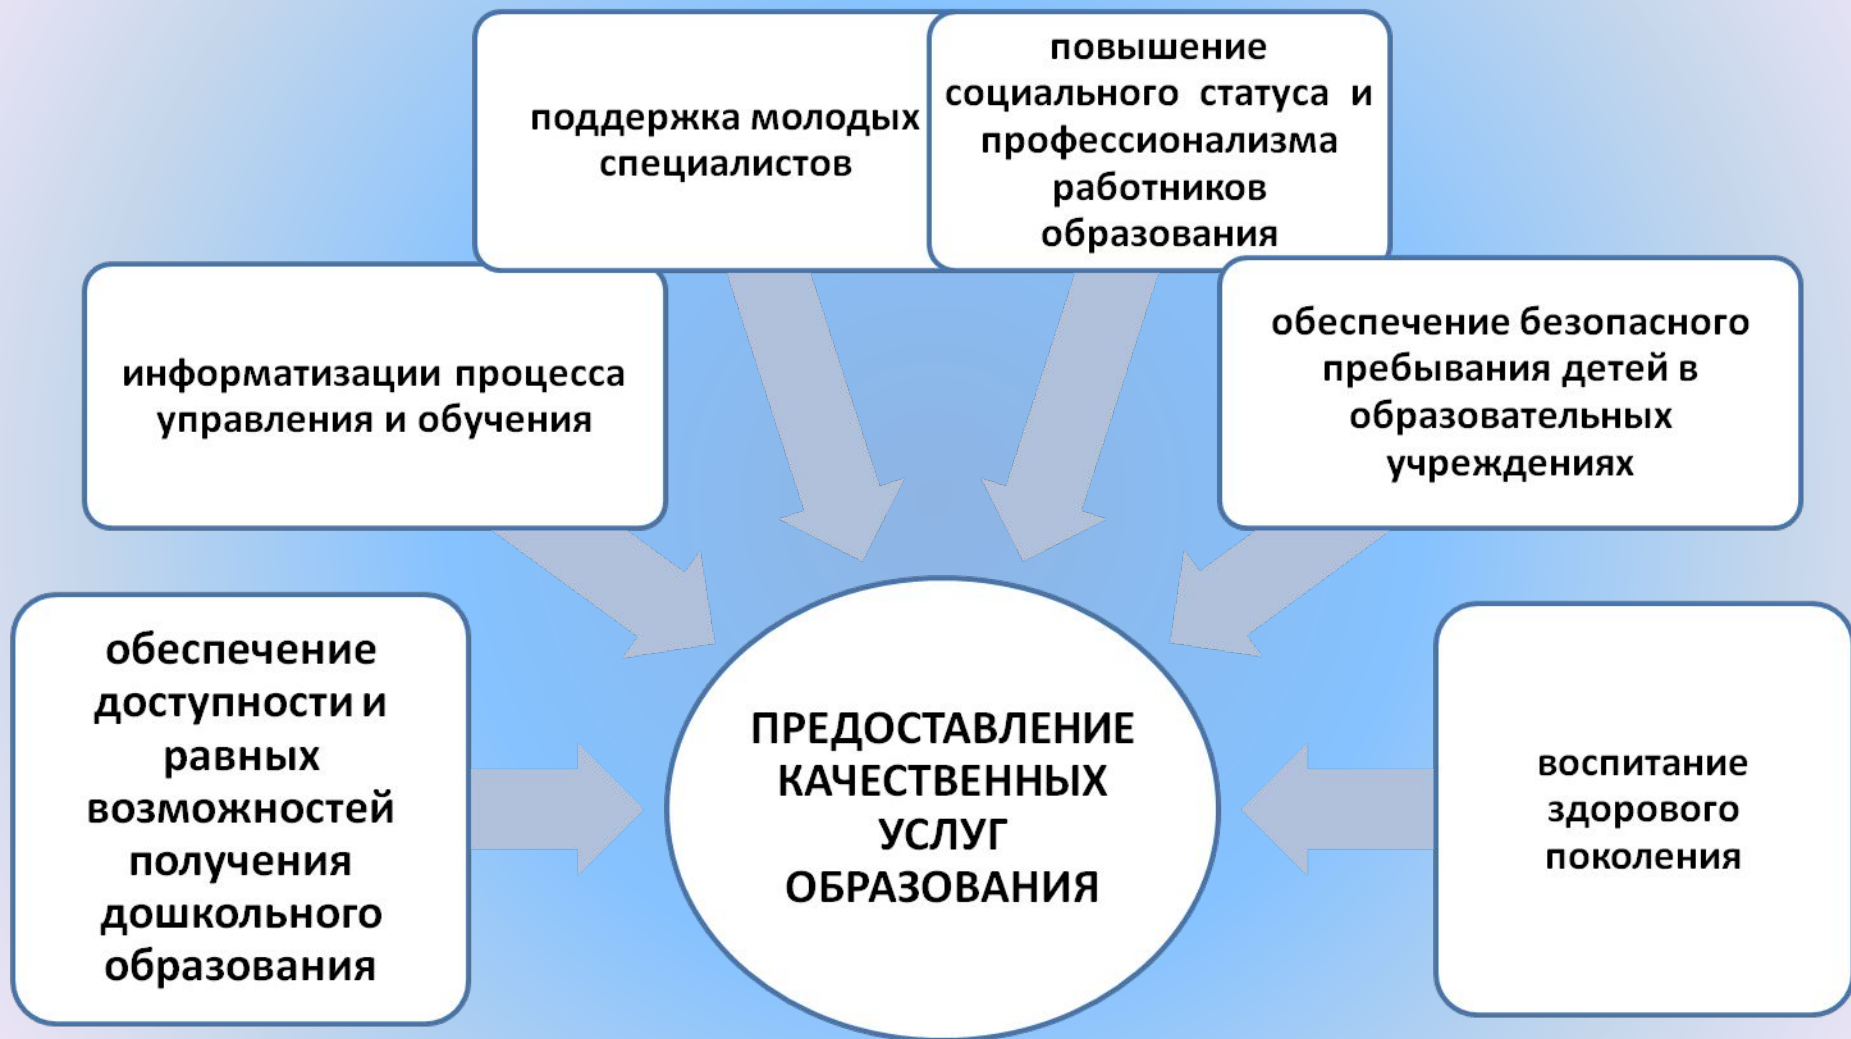 поддержка молодых
специалистов
повышение
социального статуса и
профессионализма
работников
образования
информатизации процесса
управления и обучения
обеспечение безопасного
пребывания детей в
образовательных
учреждениях
обеспечение
доступности и
равных
возможностей
получения
дошкольного
образования
ПРЕДОСТАВЛЕНИЕ
КАЧЕСТВЕННЫХ
УСЛУГ
ОБРАЗОВАНИЯ
воспитание
здорового
поколения